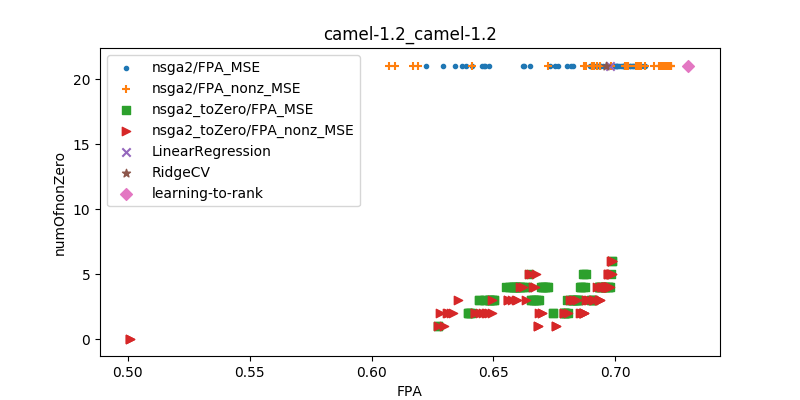 camel-1.2_camel-1.2
nsga2/FPA_MSE
nsga2/FPA_nonz_MSE
nsga2_toZero/FPA_MSE
nsga2_toZero/FPA_nonz_MSE
LinearRegression
RidgeCV
learning-to-rank
numOfnonZero
20
15
10
5
0
0.50
0.55
0.60
0.65
0.70
FPA